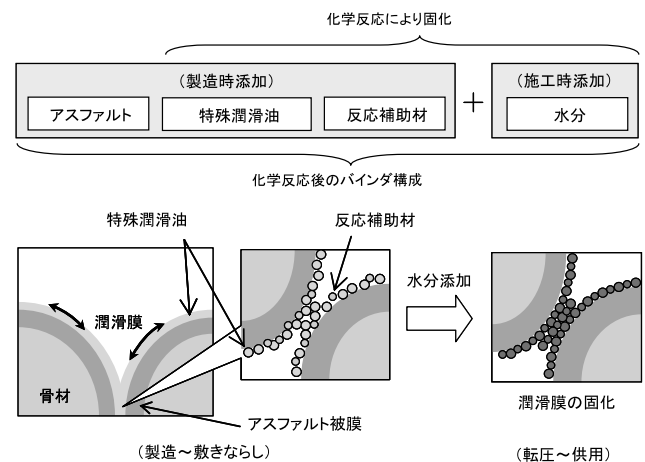 化学反応により固化
（製造時添加）
アスファルト
特殊潤滑油
反応補助材
＋
（施工時添加）
水分
化学反応後のバインダ構成
特殊潤滑油
反応補助材
水分添加
潤滑膜
骨材
アスファルト被膜
潤滑膜の固化
（製造～敷きならし）
（転圧～供用）